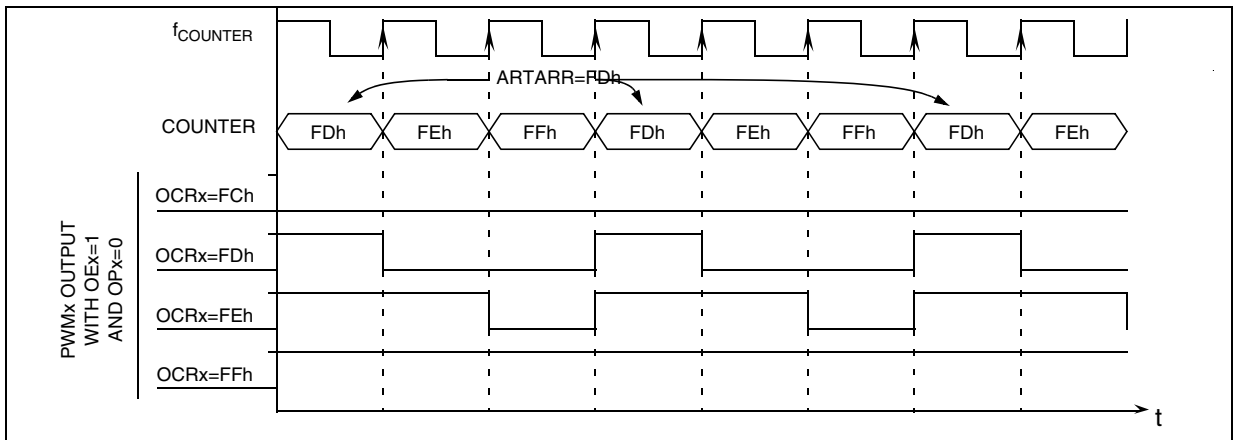 fCOUNTER
ARTARR=FDh
COUNTER
FDh FEh FFh FDh FEh FFh FDh FEh
PWMx OUTPUT
WITH OEx=1
AND OPx=0
OCRx=FCh
OCRx=FDh
OCRx=FEh
OCRx=FFh
t